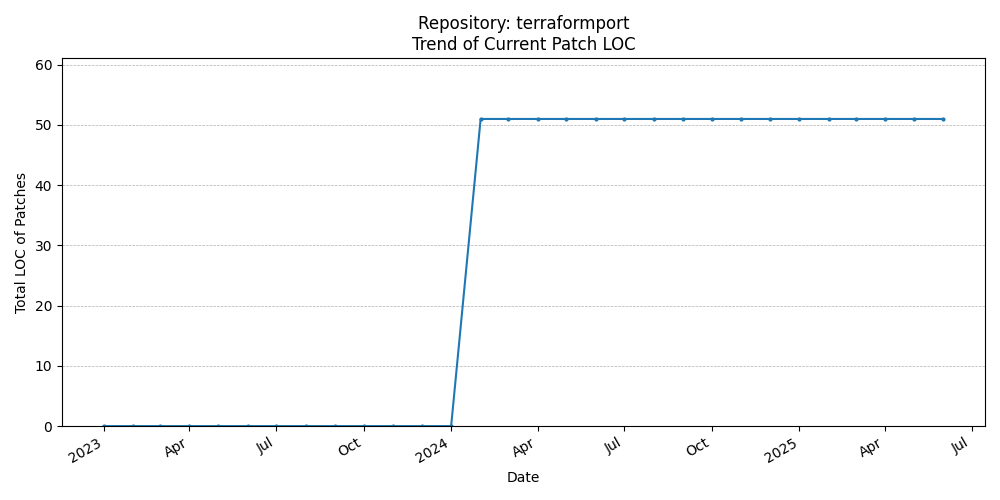 Repository: terraformport
Trend of Current Patch LOC
Total LOC of Patches
60
50
40
30
20
10
0
2023
Apr
Jul
Oct
2024
Apr
Jul
Oct
2025
Apr
Jul
Date